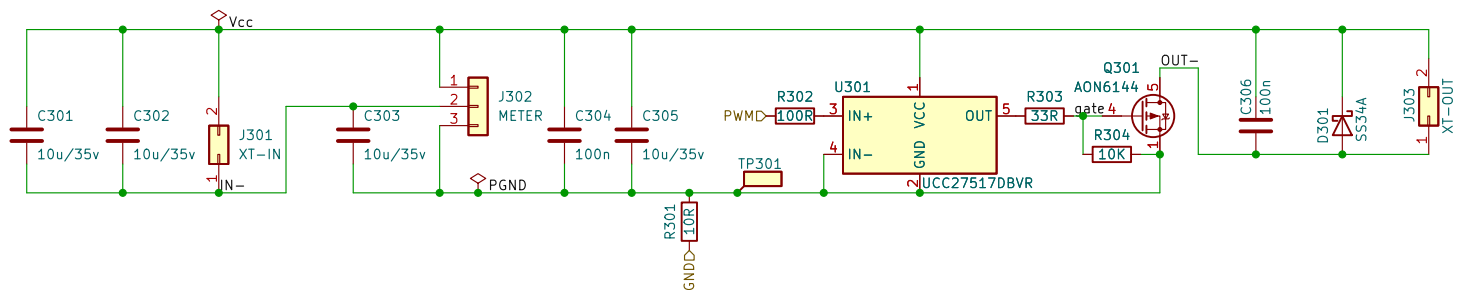 Vcc
C301
10u/35v
C302
10u/35v
2
1
J301
XT-IN
IN-
C303
10u/35v
1
2
3
J302
METER
PGND
C304
100n
C305
10u/35v
R301
10R
GND
TP301
PWM
R302
100R
U301
3
IN+
4
IN-
1
VCC
GND
2
OUT
5
UCC27517DBVR
R303
33R
gate
4
R304
10K
Q301
AON6144
5
1
OUT-
C306
100n
D301
SS34A
2
1
J303
XT-OUT